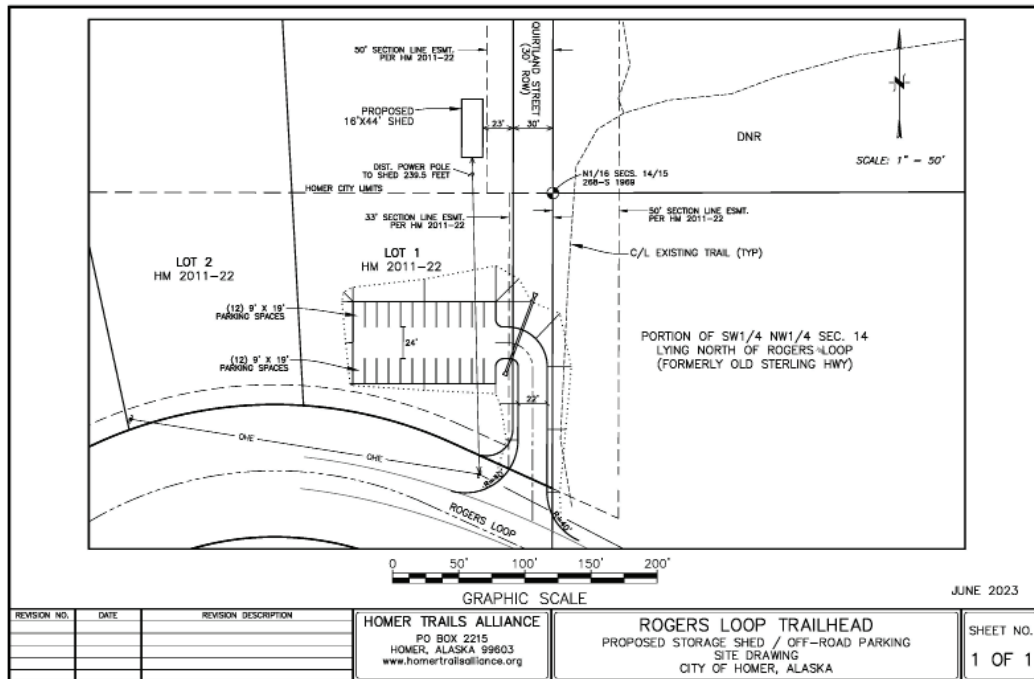 50' SECTION LINE ESMT.
PER HM 2011-22
QUIRTLAND STREET
(30' ROW)
PROPOSED
16'X44' SHED
23'
30'
N
DNR
SCALE: 1" = 50'
DIST. POWER POLE
TO SHED 239.5 FEET
HOMER CITY LIMITS
N1/16 SECS. 14/15
268-S 1969
33' SECTION LINE ESMT.
PER HM 2011-22
50' SECTION LINE ESMT.
PER HM 2011-22
C/L EXISTING TRAIL (TYP)
LOT 2
HM 2011-22
LOT 1
HM 2011-22
(12) 9' X 19'
PARKING SPACES
24'
(12) 9' X 19'
PARKING SPACES
PORTION OF SW1/4 NW1/4 SEC. 14
LYING NORTH OF ROGERS LOOP
(FORMERLY OLD STERLING HWY)
22'
OHE
OHE
R=40'
ROGERS LOOP
0 50' 100' 150' 200'
GRAPHIC SCALE
JUNE 2023
REVISION NO. DATE REVISION DESCRIPTION
HOMER TRAILS ALLIANCE
PO BOX 2215
HOMER, ALASKA 99603
www.homertrailsalliance.org
ROGERS LOOP TRAILHEAD
PROPOSED STORAGE SHED / OFF-ROAD PARKING
SITE DRAWING
CITY OF HOMER, ALASKA
SHEET NO.
1 OF 1